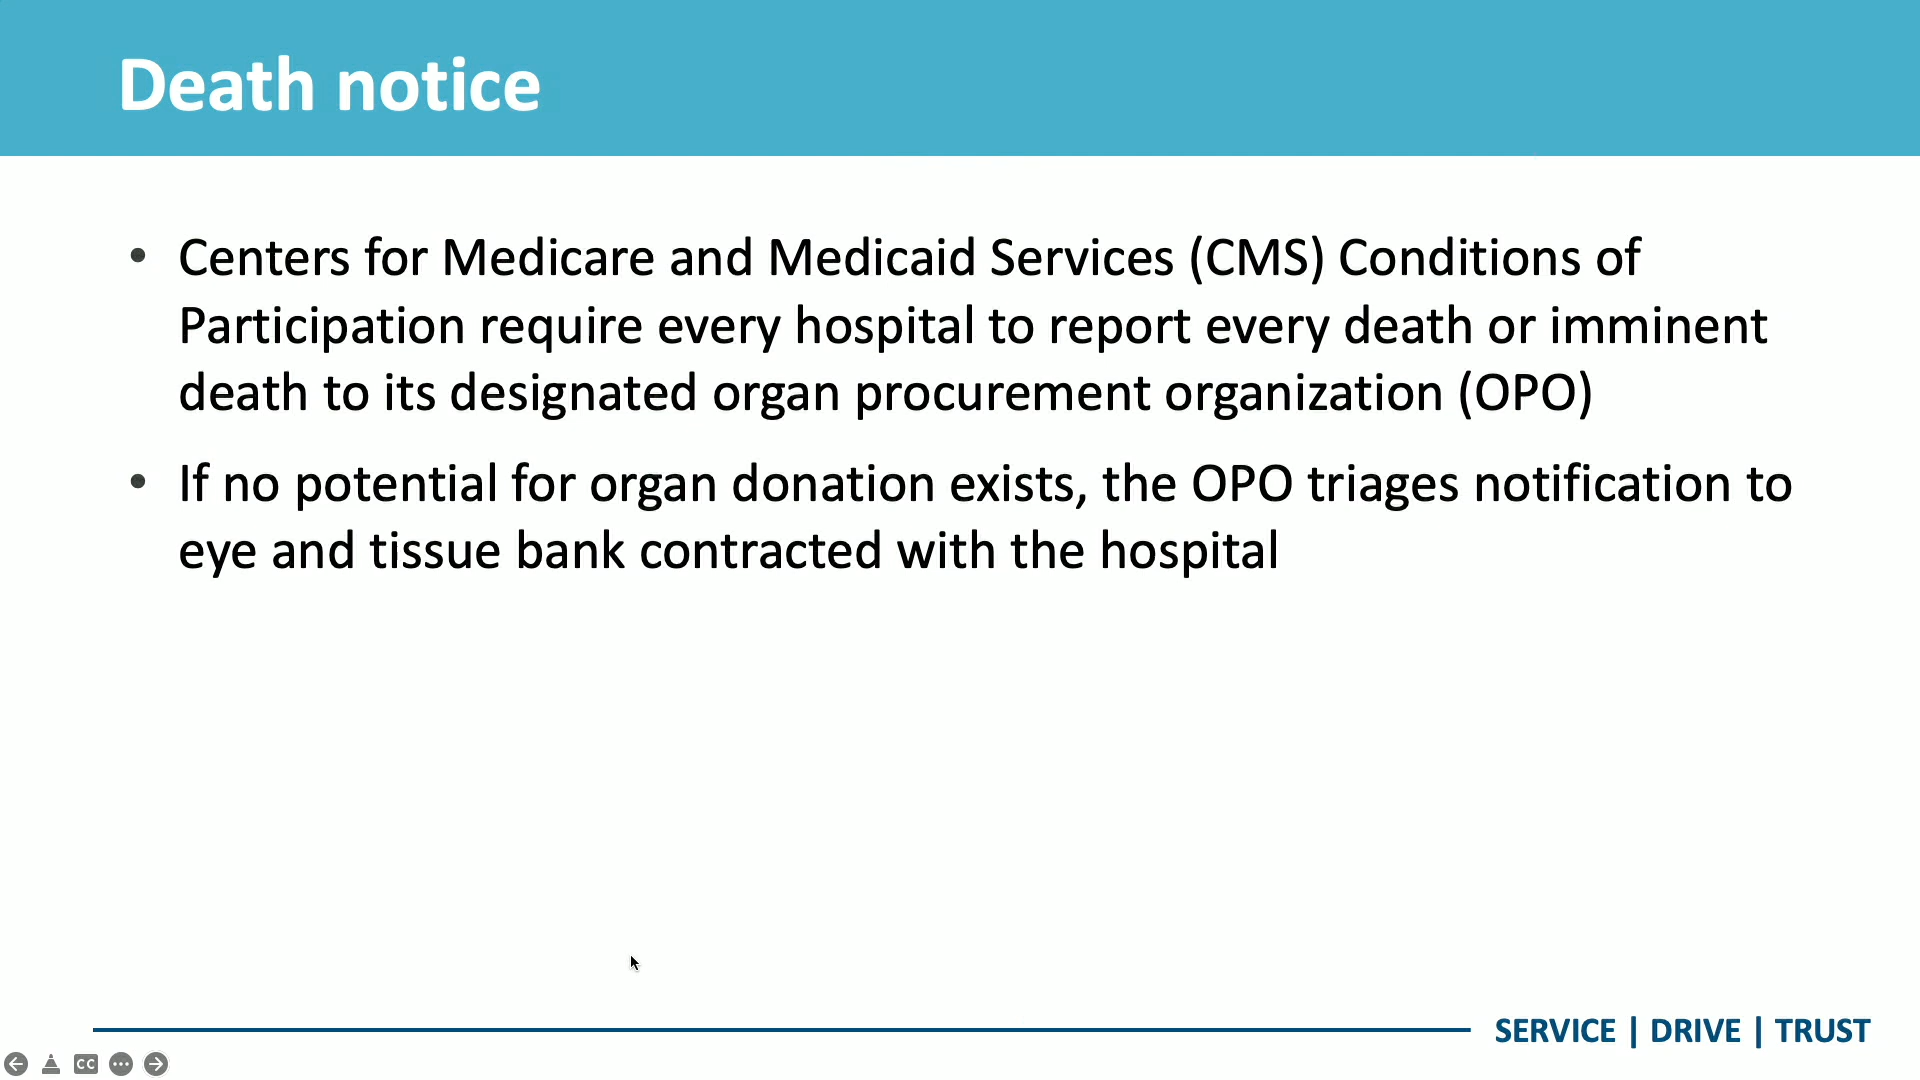 Death notice
• Centers for Medicare and Medicaid Services (CMS) Conditions of
Participation require every hospital to report every death or imminent
death to its designated organ procurement organization (OPO)
• If no potential for organ donation exists, the OPO triages notification to
eye and tissue bank contracted with the hospital
SERVICE | DRIVE | TRUST
CC